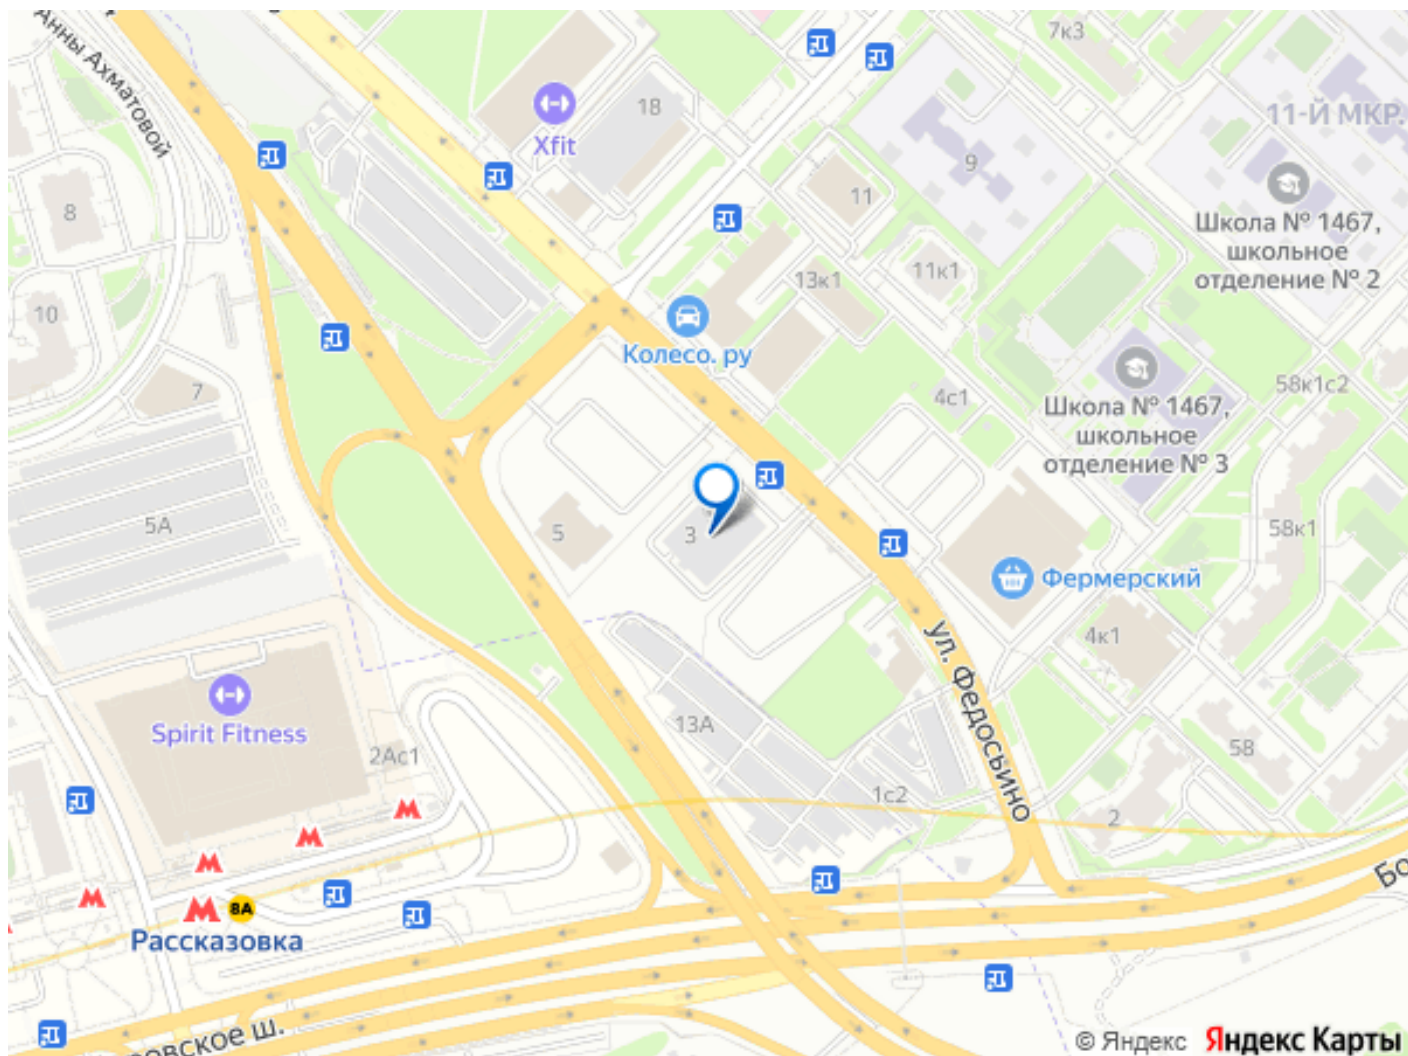 Анны Ахматовой
7к3
18
Xfit
11-Й МКР.
9
Школа № 1467,
школьное
отделение № 2
8
11
11к1
13к1
10
Колесо. ру
7
4с1
58к1с2
Школа № 1467,
школьное
отделение № 3
5А
5
3
58к1
Фермерский
ул. Федосьино
4к1
Spirit Fitness
2Ас1
13А
58
1с2
2
8А
Рассказовка
© Яндекс Яндекс Карты